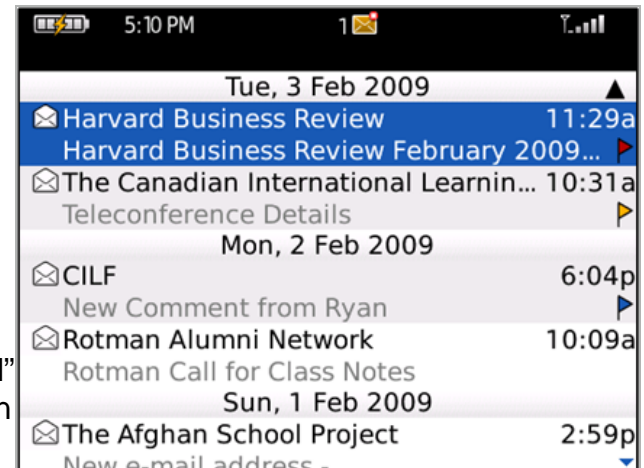 5:10 PM 1
Tue, 3 Feb 2009
Harvard Business Review 11:29a
Harvard Business Review February 2009...
The Canadian International Learnin... 10:31a
Teleconference Details
Mon, 2 Feb 2009
CILF 6:04p
New Comment from Ryan
Rotman Alumni Network 10:09a
Rotman Call for Class Notes
Sun, 1 Feb 2009
The Afghan School Project 2:59p
New e-mail address -